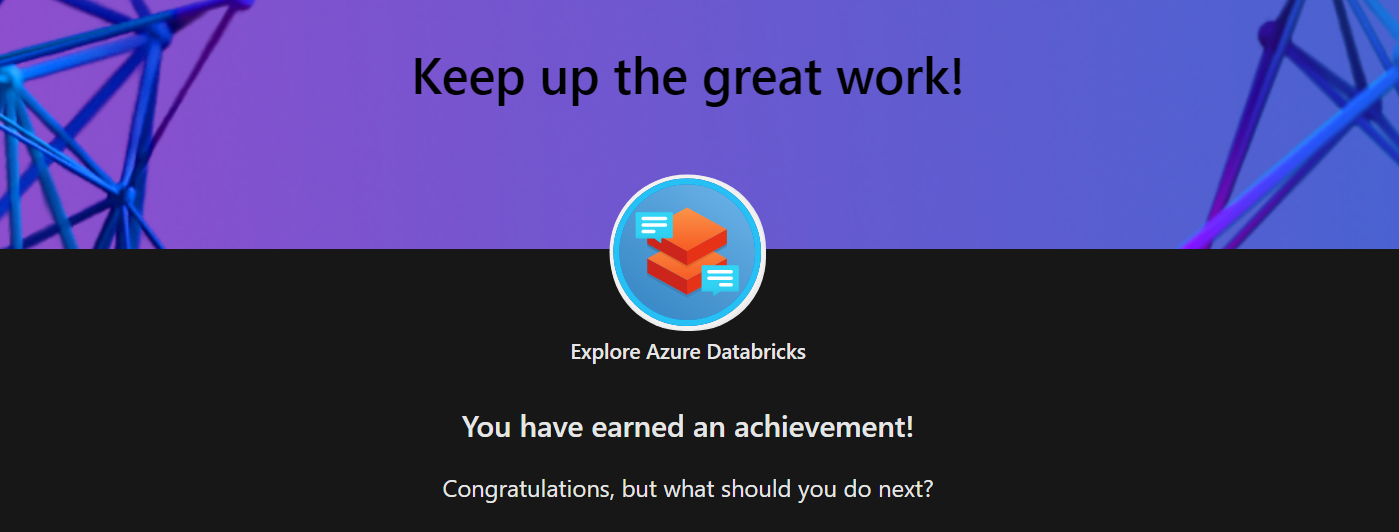 Keep up the great work!
Explore Azure Databricks
You have earned an achievement!
Congratulations, but what should you do next?